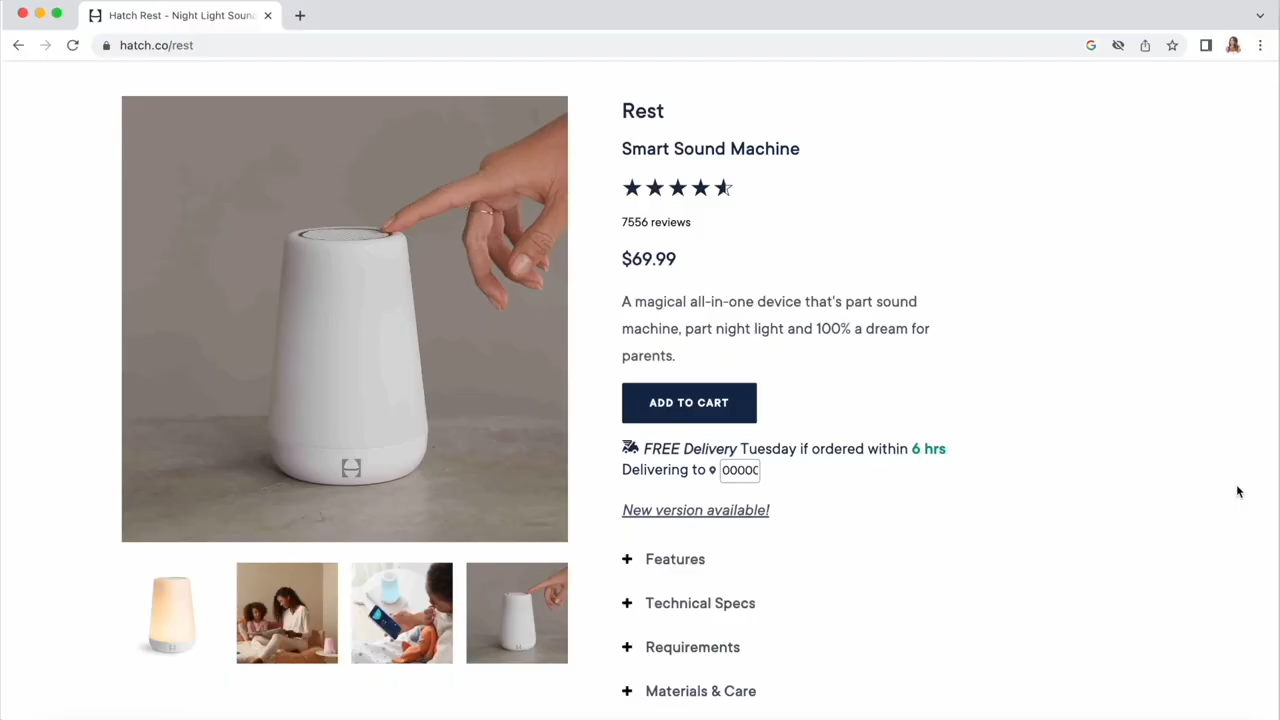 Hatch Rest - Night Light Soun
hatch.co/rest
Rest
Smart Sound Machine
7556 reviews
$69.99
A magical all-in-one device that's part sound
machine, part night light and 100% a dream for
parents.
ADD TO CART
FREE Delivery Tuesday if ordered within 6 hrs
Delivering to 00000
New version available!
Features
Technical Specs
Requirements
Materials & Care